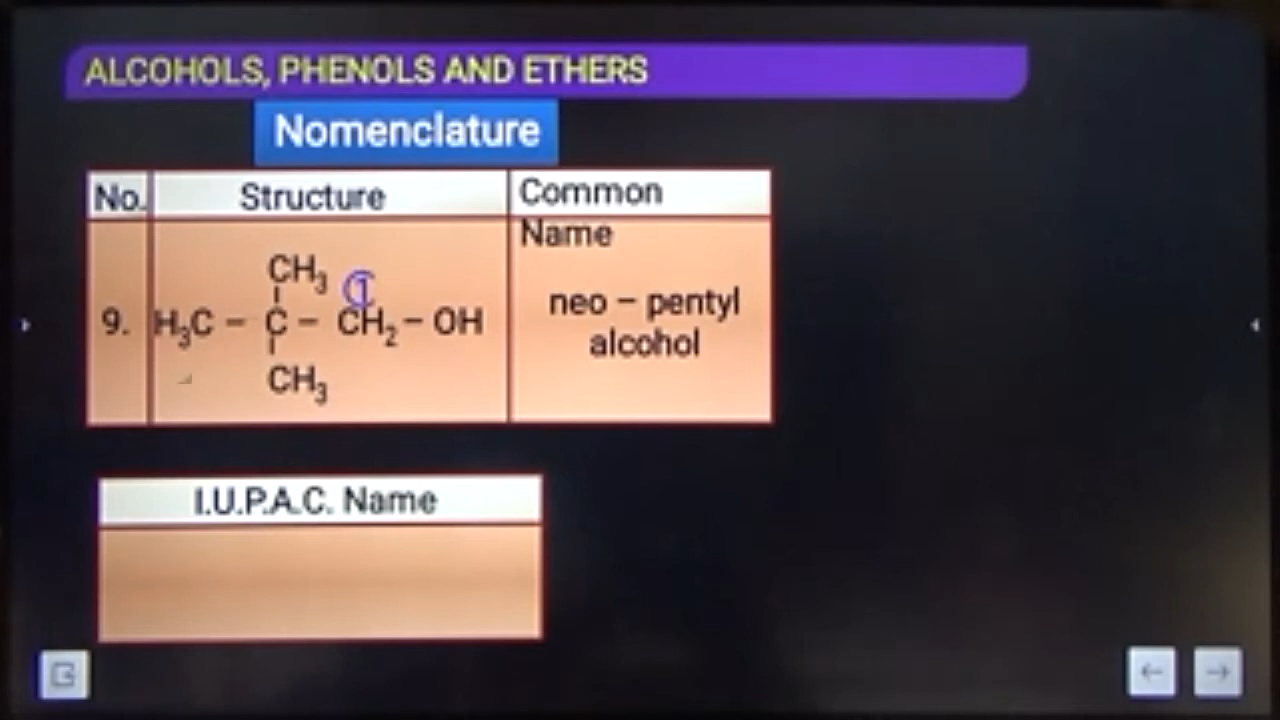 ALCOHOLS, PHENOLS AND ETHERS
Nomenclature
No. Structure Common Name
CH₃
1
9. H₃C – C – CH₂ – OH
CH₃
neo – pentyl
alcohol
I.U.P.A.C. Name